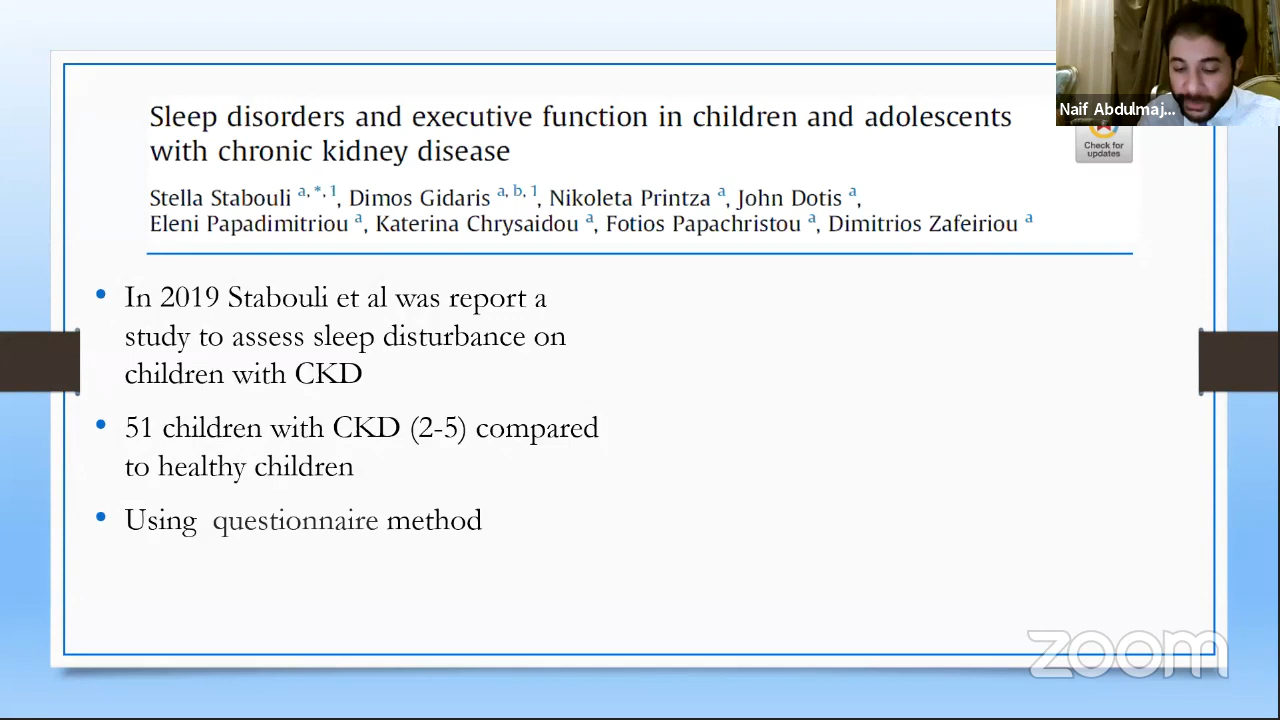 Sleep disorders and executive function in children and adolescents
with chronic kidney disease
Stella Stabouli a, *, 1, Dimos Gidaris a, b, 1, Nikoleta Printza a, John Dotis a,
Eleni Papadimitriou a, Katerina Chrysaidou a, Fotios Papachristou a, Dimitrios Zafeiriou a
Naif Abdulmaj...
Check for
updates
• In 2019 Stabouli et al was report a
study to assess sleep disturbance on
children with CKD
• 51 children with CKD (2-5) compared
to healthy children
• Using questionnaire method
zoom